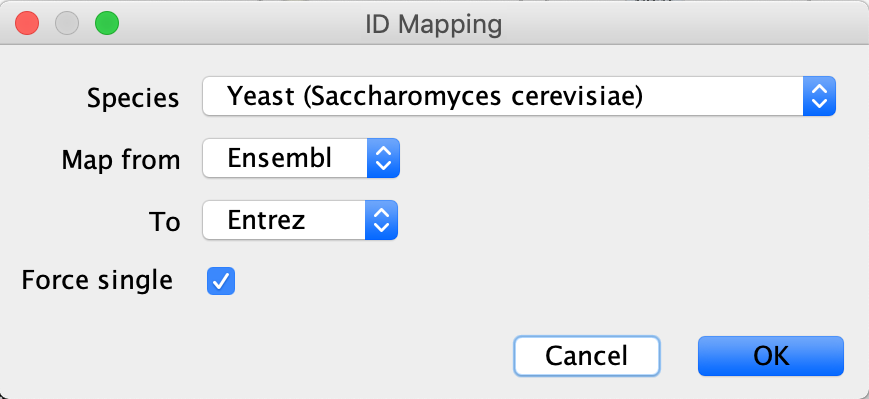 ID Mapping
Species Yeast (Saccharomyces cerevisiae)
Map from Ensembl
To Entrez
Force single
Cancel OK